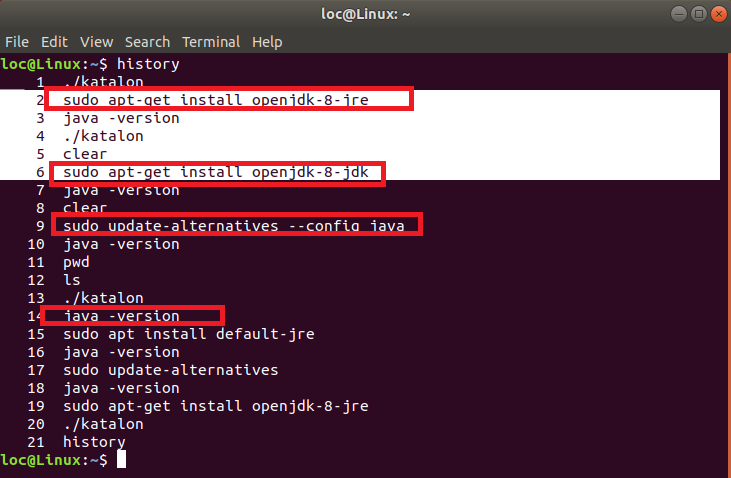 loc@Linux: ~
File Edit View Search Terminal Help
loc@Linux:~$ history
1 ./katalon
2 sudo apt-get install openjdk-8-jre
3 java -version
4 ./katalon
5 clear
6 sudo apt-get install openjdk-8-jdk
7 java -version
8 clear
9 sudo update-alternatives --config java
10 java -version
11 pwd
12 ls
13 ./katalon
14 java -version
15 sudo apt install default-jre
16 java -version
17 sudo update-alternatives
18 java -version
19 sudo apt-get install openjdk-8-jre
20 ./katalon
21 history
loc@Linux:~$